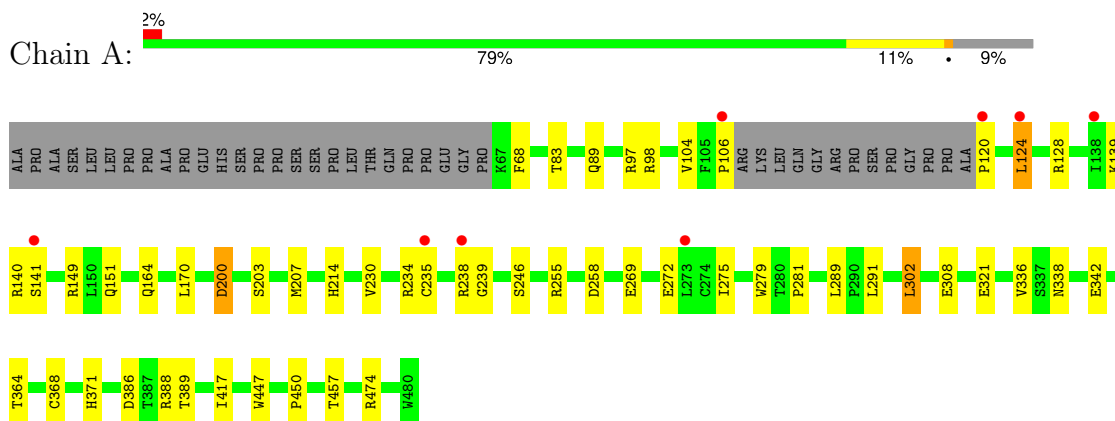 2%
Chain A:
79% 11% • 9%
ALA PRO ALA SER LEU LEU PRO PRO ALA PRO GLU HIS SER PRO PRO SER SER PRO LEU THR GLN PRO PRO GLU GLY PRO K67 F68 T83 Q89 R97 R98 V104 F105 P106 ARG LYS LEU GLN GLY ARG PRO SER PRO GLY PRO PRO ALA P120 L124 R128 I138 K139
R140 S141 R149 L150 Q151 Q164 L170 D200 S203 M207 H214 V230 R234 C235 R238 G239 S246 R255 D258 E269 E272 L273 C274 I275 W279 T280 P281 L289 P290 L291 L302 E308 E321 V336 S337 N338 E342
T364 C368 H371 D386 T387 R388 T389 I417 W447 P450 T457 R474 W480